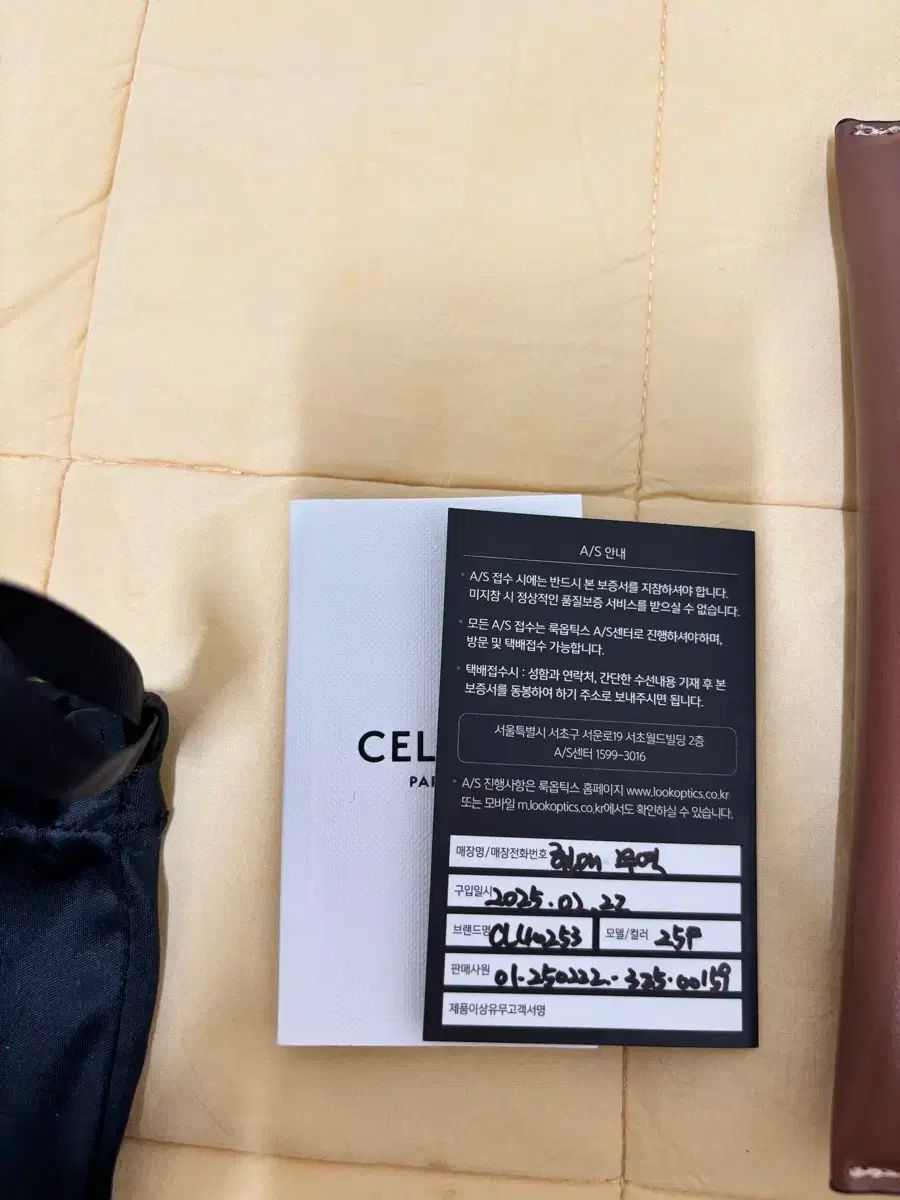 CEL
PAR
A/S 안내
• A/S 접수 시에는 반드시 본 보증서를 지참하셔야 합니다.
미지참 시 정상적인 품질보증 서비스를 받으실 수 없습니다.
• 모든 A/S 접수는 룩옵틱스 A/S센터로 진행하셔야하며,
방문 및 택배접수 가능합니다.
• 택배접수시 : 성함과 연락처, 간단한 수선내용 기재 후 본
보증서를 동봉하여 하기 주소로 보내주시면 됩니다.
서울특별시 서초구 서운로19 서초월드빌딩 2층
A/S센터 1599-3016
• A/S 진행사항은 룩옵틱스 홈페이지 www.lookoptics.co.kr
또는 모바일 m.lookoptics.co.kr에서도 확인하실 수 있습니다.
매장명/매장전화번호 현대 무역
구입일시 2025.02.22
브랜드명 CL40253 모델/컬러 25F
판매사원 01-250222-325-00159
제품이상유무고객서명